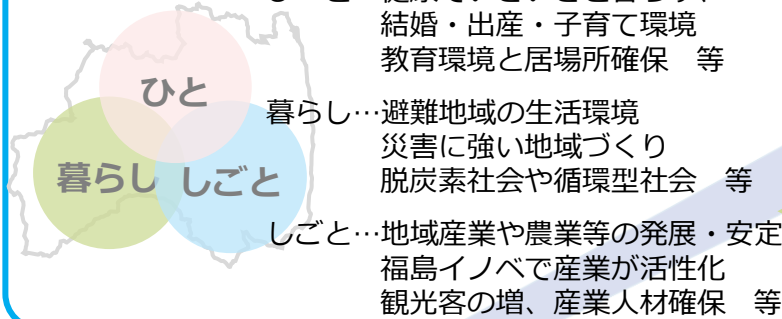 結婚・出産・子育て環境
教育環境と居場所確保　等
ひと
暮らし…避難地域の生活環境
災害に強い地域づくり
脱炭素社会や循環型社会　等
暮らし
しごと
しごと…地域産業や農業等の発展・安定
福島イノベで産業が活性化
観光客の増、産業人材確保　等